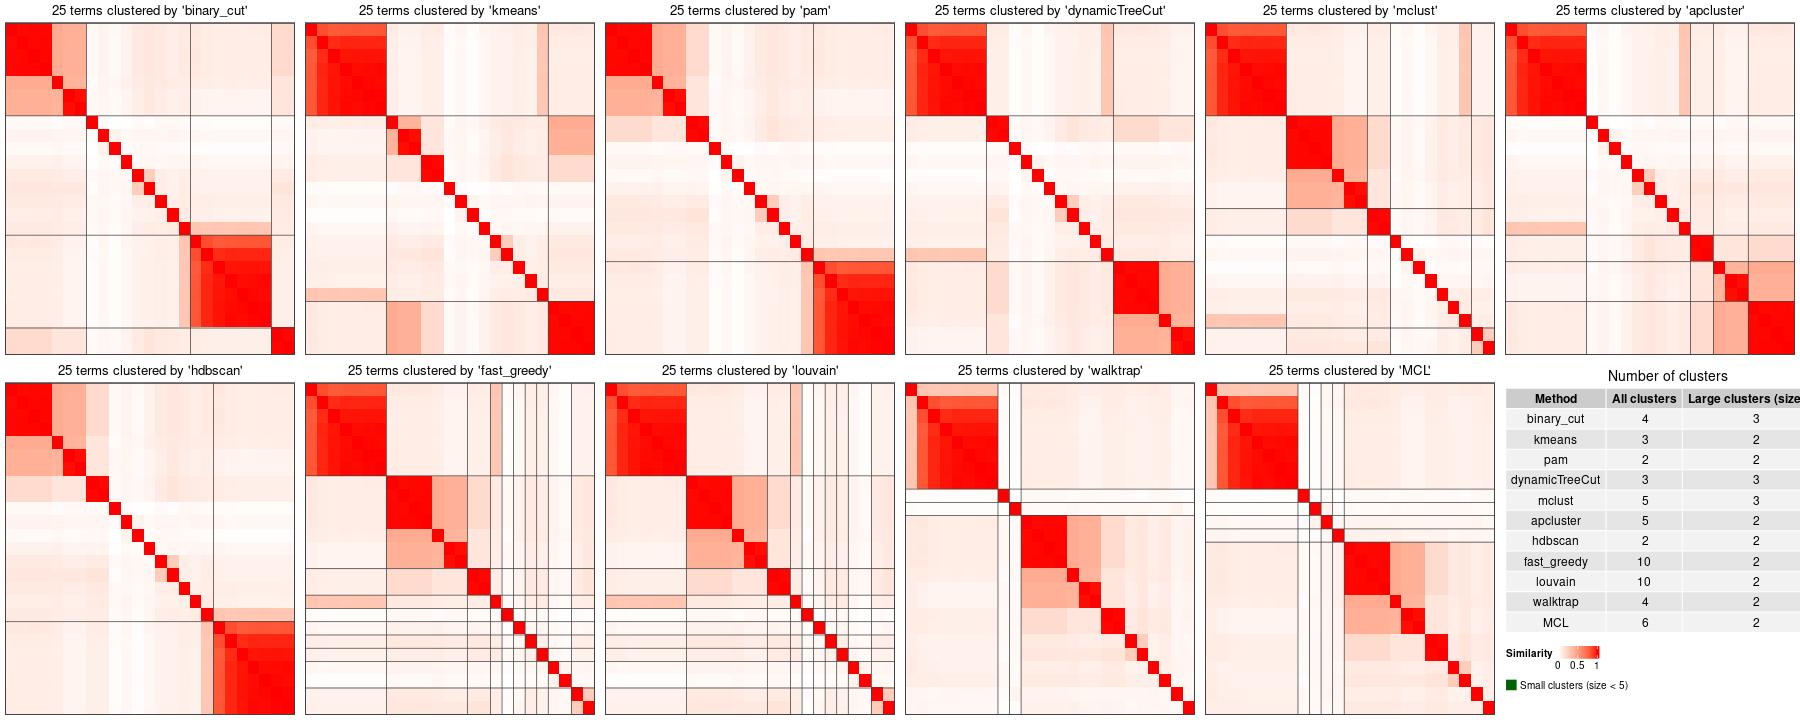 25 terms clustered by 'binary_cut'
25 terms clustered by 'kmeans'
25 terms clustered by 'pam'
25 terms clustered by 'dynamicTreeCut'
25 terms clustered by 'mclust'
25 terms clustered by 'apcluster'
25 terms clustered by 'hdbscan'
25 terms clustered by 'fast_greedy'
25 terms clustered by 'louvain'
25 terms clustered by 'walktrap'
25 terms clustered by 'MCL'
Number of clusters
Method All clusters Large clusters (size
binary_cut 4 3
kmeans 3 2
pam 2 2
dynamicTreeCut 3 3
mclust 5 3
apcluster 5 2
hdbscan 2 2
fast_greedy 10 2
louvain 10 2
walktrap 4 2
MCL 6 2
Similarity
0 0.5 1
Small clusters (size < 5)